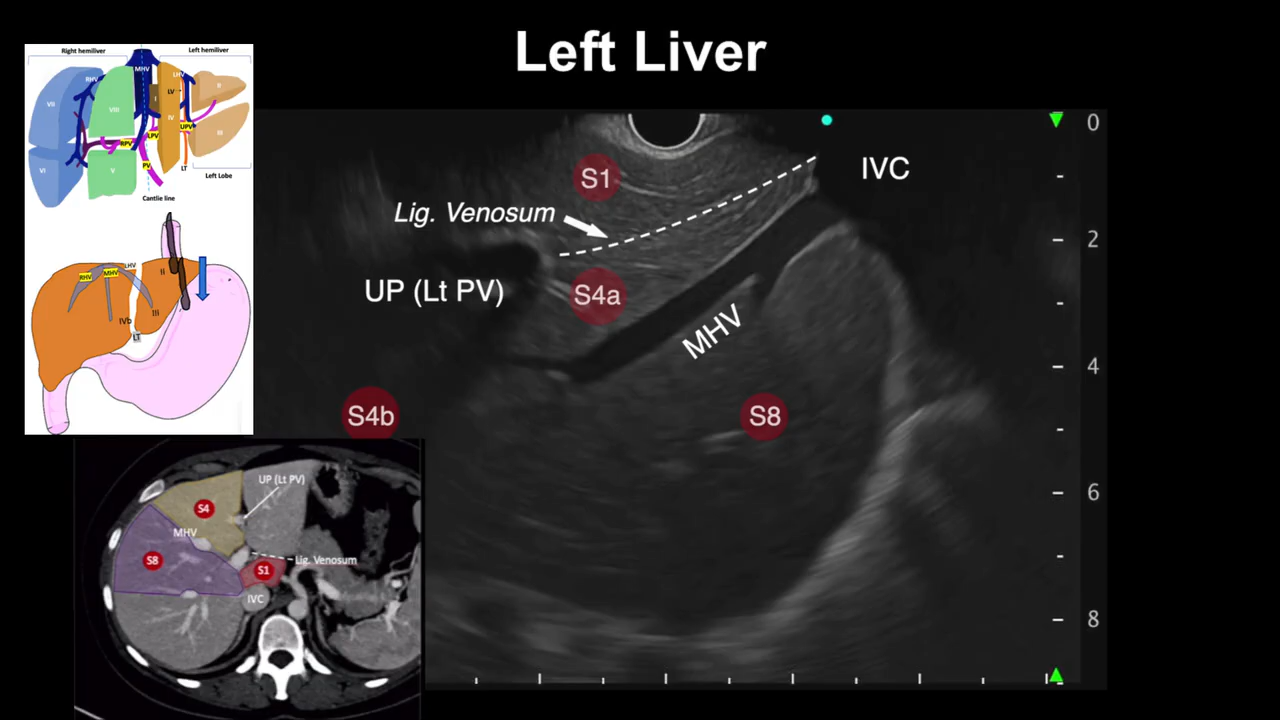 Left Liver
Right hemiliver
Left hemiliver
MHV
RHV
LHV
II
VII
LV
I
VIII
IV
UPV
III
LPV
RPV
PV
VI
V
LT
Left Lobe
Cantlie line
LHV
RHV
MHV
II
III
IVb
LT
S1
IVC
Lig. Venosum
UP (Lt PV)
S4a
MHV
S4b
S8
0
2
4
6
8
UP (Lt PV)
S4
MHV
S8
Lig. Venosum
S1
IVC